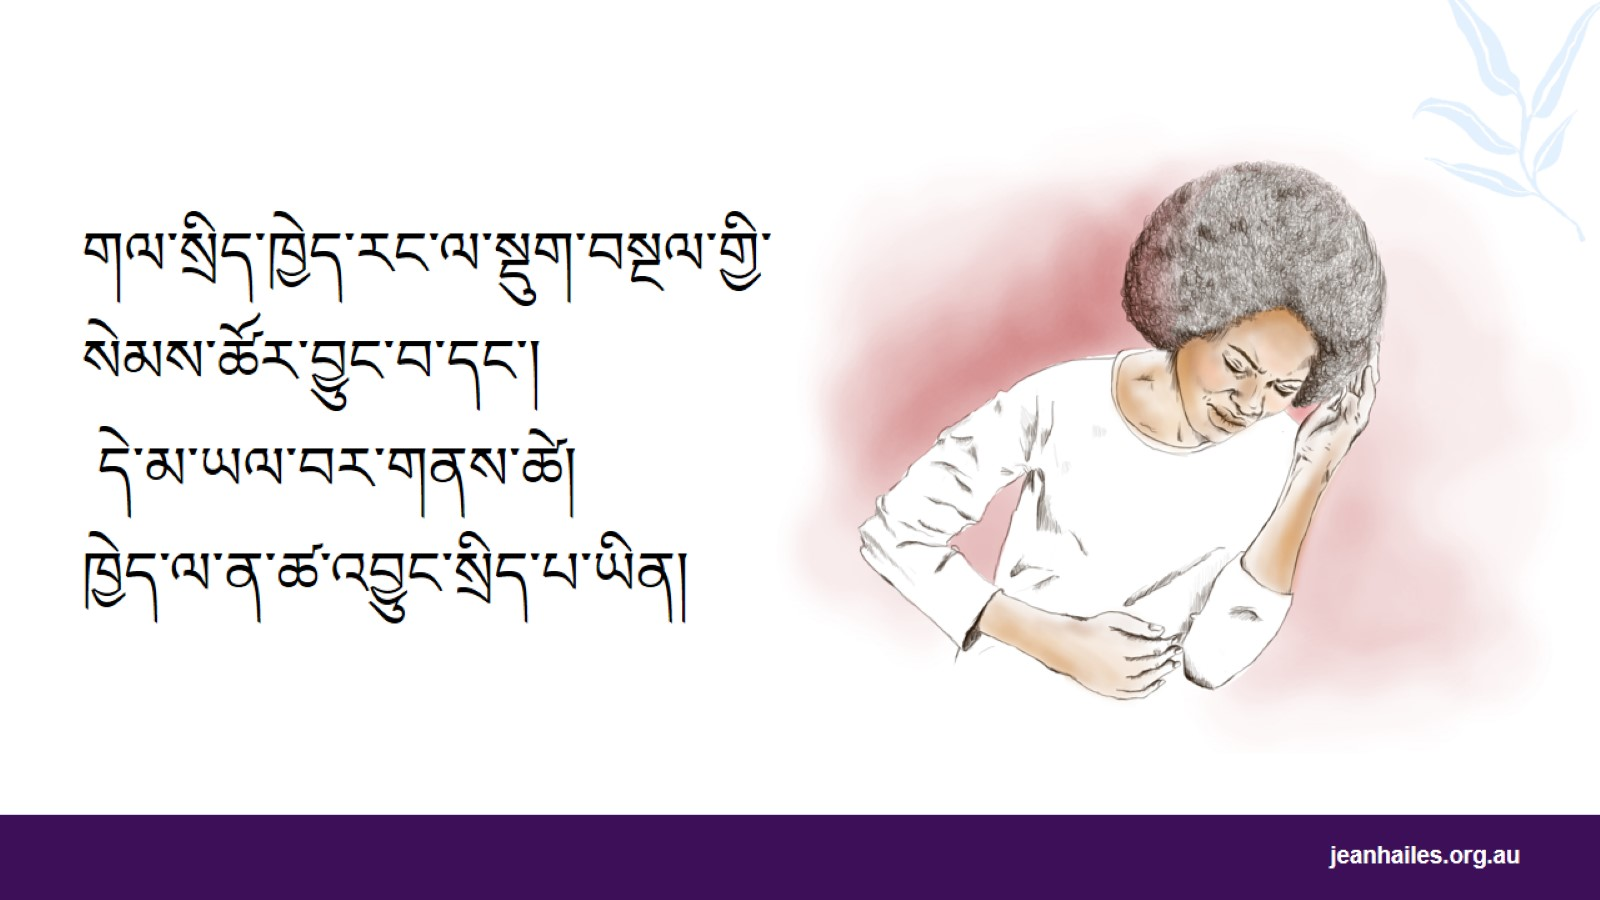 གལ་སྲིད་ཁྱེད་རང་ལ་སྡུག་བསྔལ་གྱི་
སེམས་ཚོར་བྱུང་བ་དང་།
དེ་མ་ཡལ་བར་གནས་ཚེ།
ཁྱེད་ལ་ན་ཚ་འབྱུང་སྲིད་པ་ཡིན།
jeanhailes.org.au